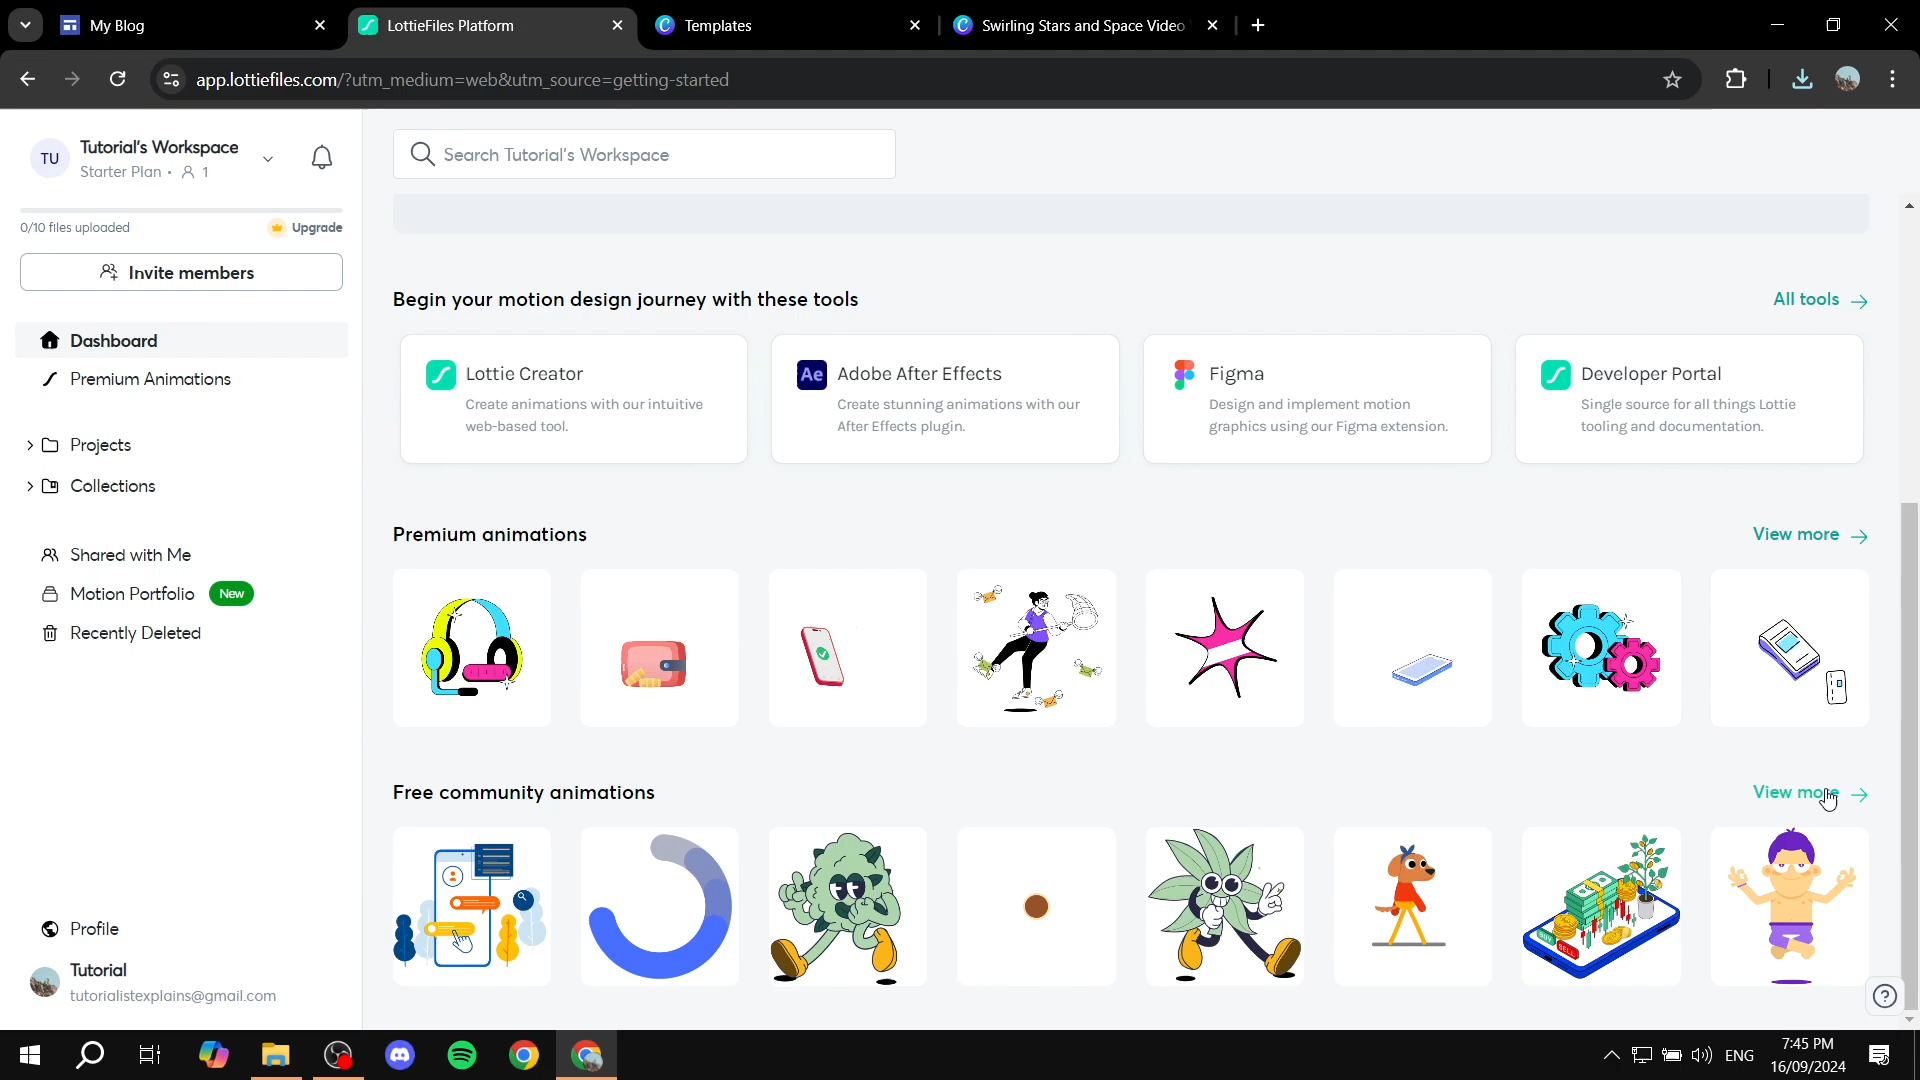 My Blog
LottieFiles Platform
Templates
Swirling Stars and Space Video
app.lottiefiles.com/?utm_medium=web&utm_source=getting-started
TU
Tutorial's Workspace
Starter Plan • 1
0/10 files uploaded
Upgrade
Invite members
Dashboard
Premium Animations
Projects
Collections
Shared with Me
Motion Portfolio New
Recently Deleted
Profile
Tutorial
tutorialistexplains@gmail.com
Search Tutorial's Workspace
Begin your motion design journey with these tools
All tools →
Lottie Creator
Create animations with our intuitive
web-based tool.
Ae
Adobe After Effects
Create stunning animations with our
After Effects plugin.
Figma
Design and implement motion
graphics using our Figma extension.
Developer Portal
Single source for all things Lottie
tooling and documentation.
Premium animations
View more →
Free community animations
View more →
BUY
SELL
ENG
7:45 PM
16/09/2024